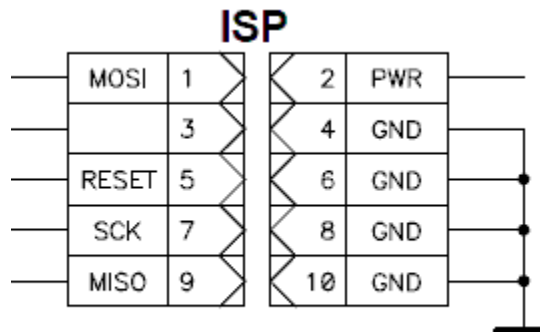 ISP
MOSI 1 2 PWR
3 4 GND
RESET 5 6 GND
SCK 7 8 GND
MISO 9 10 GND